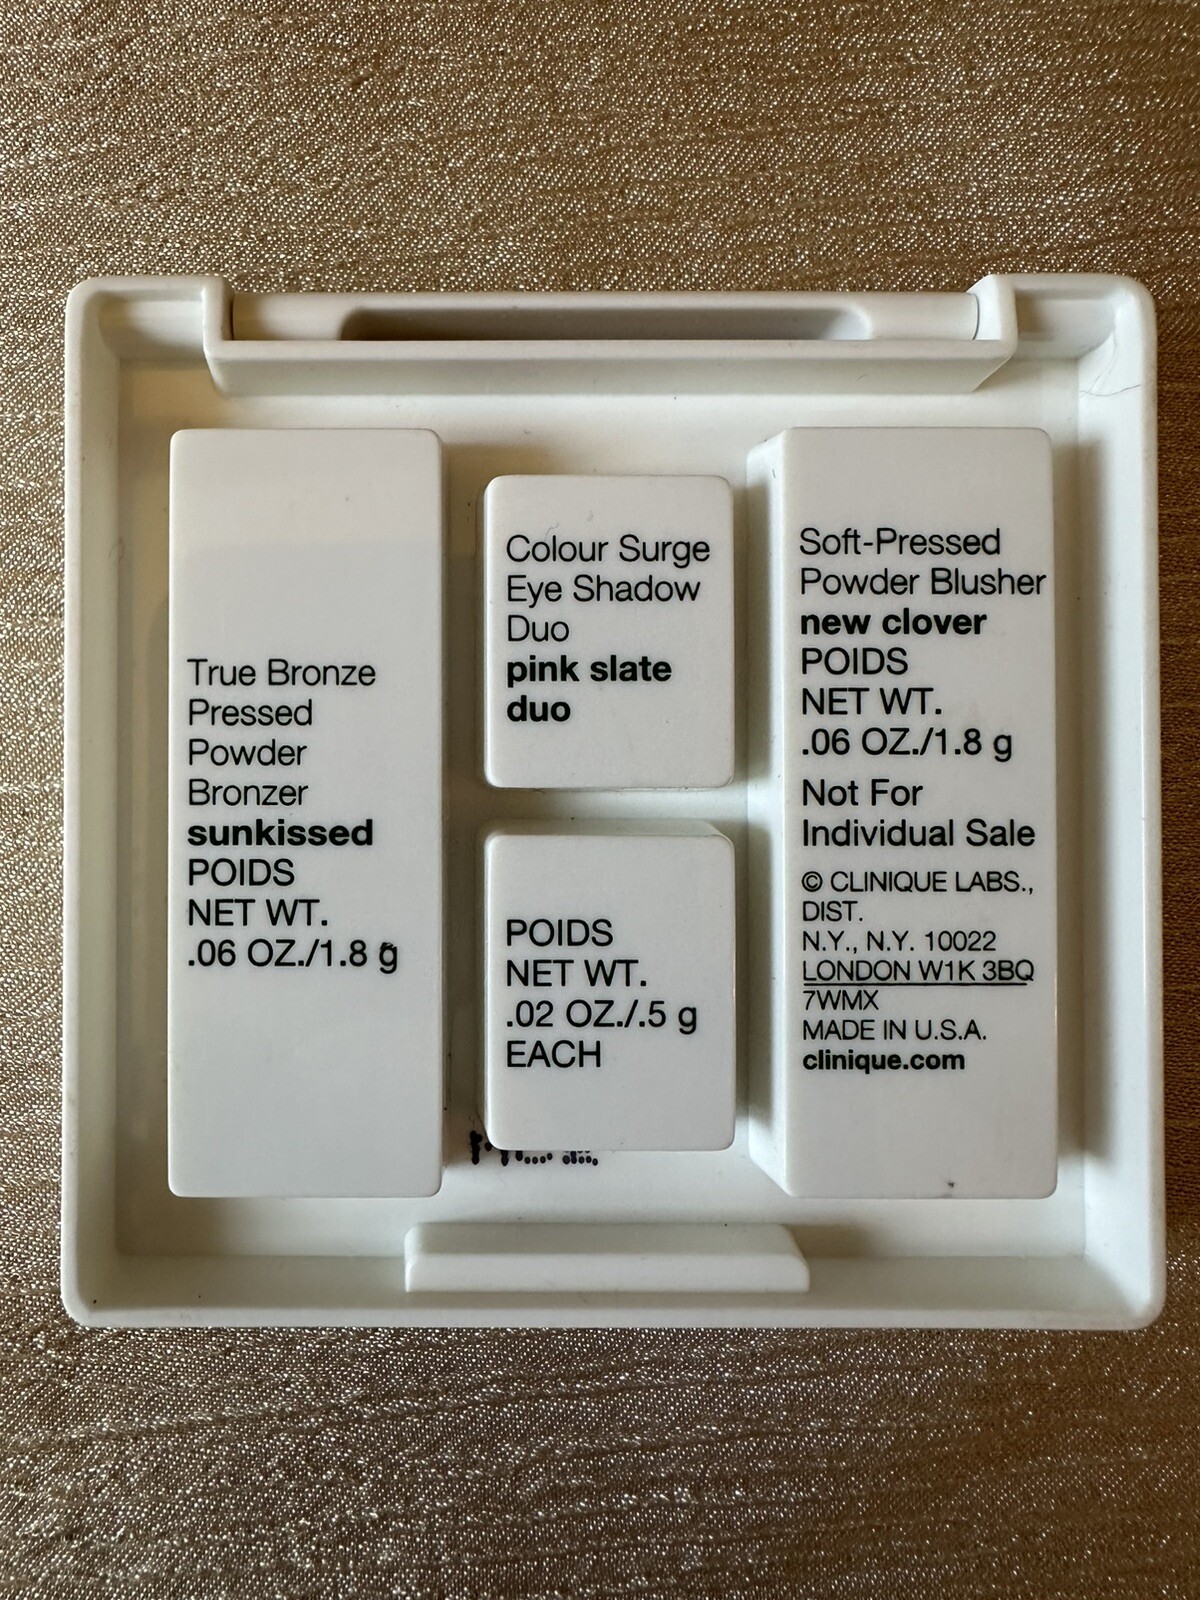 True Bronze
Pressed
Powder
Bronzer
sunkissed
POIDS
NET WT.
.06 OZ./1.8 g
Colour Surge
Eye Shadow
Duo
pink slate
duo
POIDS
NET WT.
.02 OZ./.5 g
EACH
Soft-Pressed
Powder Blusher
new clover
POIDS
NET WT.
.06 OZ./1.8 g
Not For
Individual Sale
© CLINIQUE LABS.,
DIST.
N.Y., N.Y. 10022
LONDON W1K 3BQ
7WMX
MADE IN U.S.A.
clinique.com